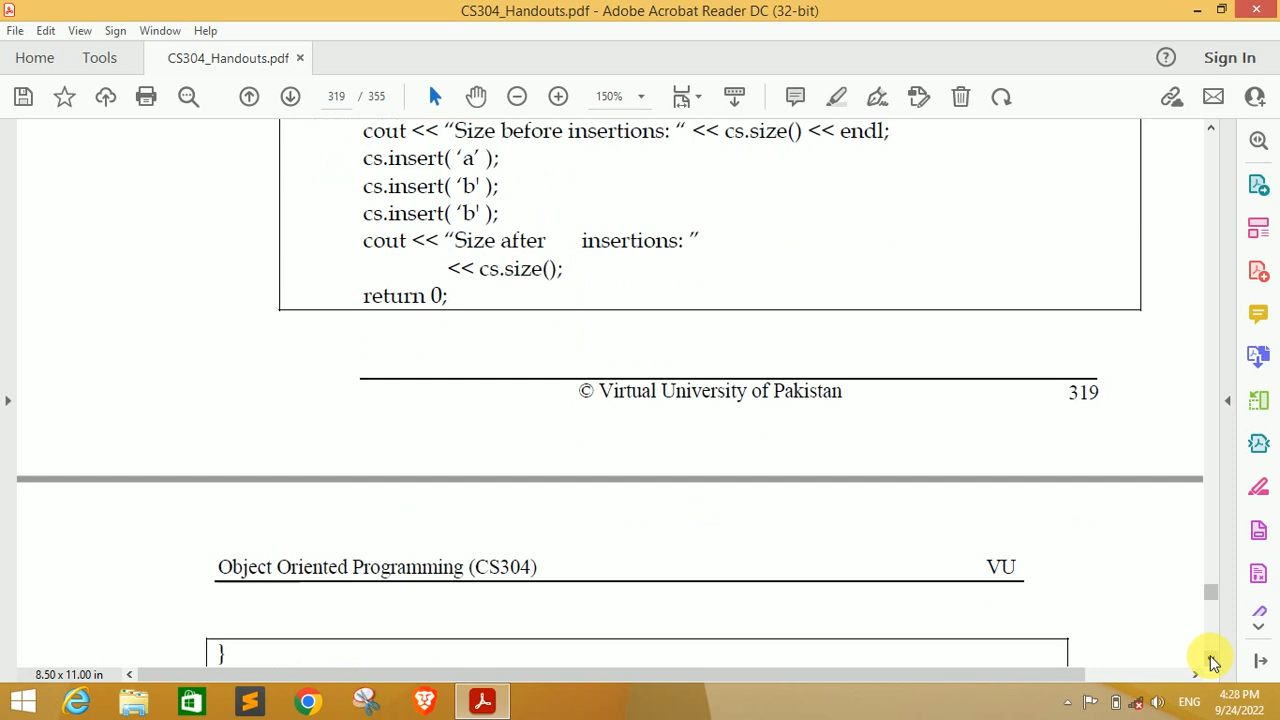 CS304_Handouts.pdf - Adobe Acrobat Reader DC (32-bit)
File Edit View Sign Window Help
Home Tools CS304_Handouts.pdf × Sign In
319 / 355 150%
cout << “Size before insertions: “ << cs.size() << endl;
cs.insert( ‘a’ );
cs.insert( ‘b' );
cs.insert( ‘b' );
cout << “Size after insertions: ”
<< cs.size();
return 0;
© Virtual University of Pakistan 319
Object Oriented Programming (CS304) VU
}
8.50 x 11.00 in
ENG 4:28 PM
9/24/2022